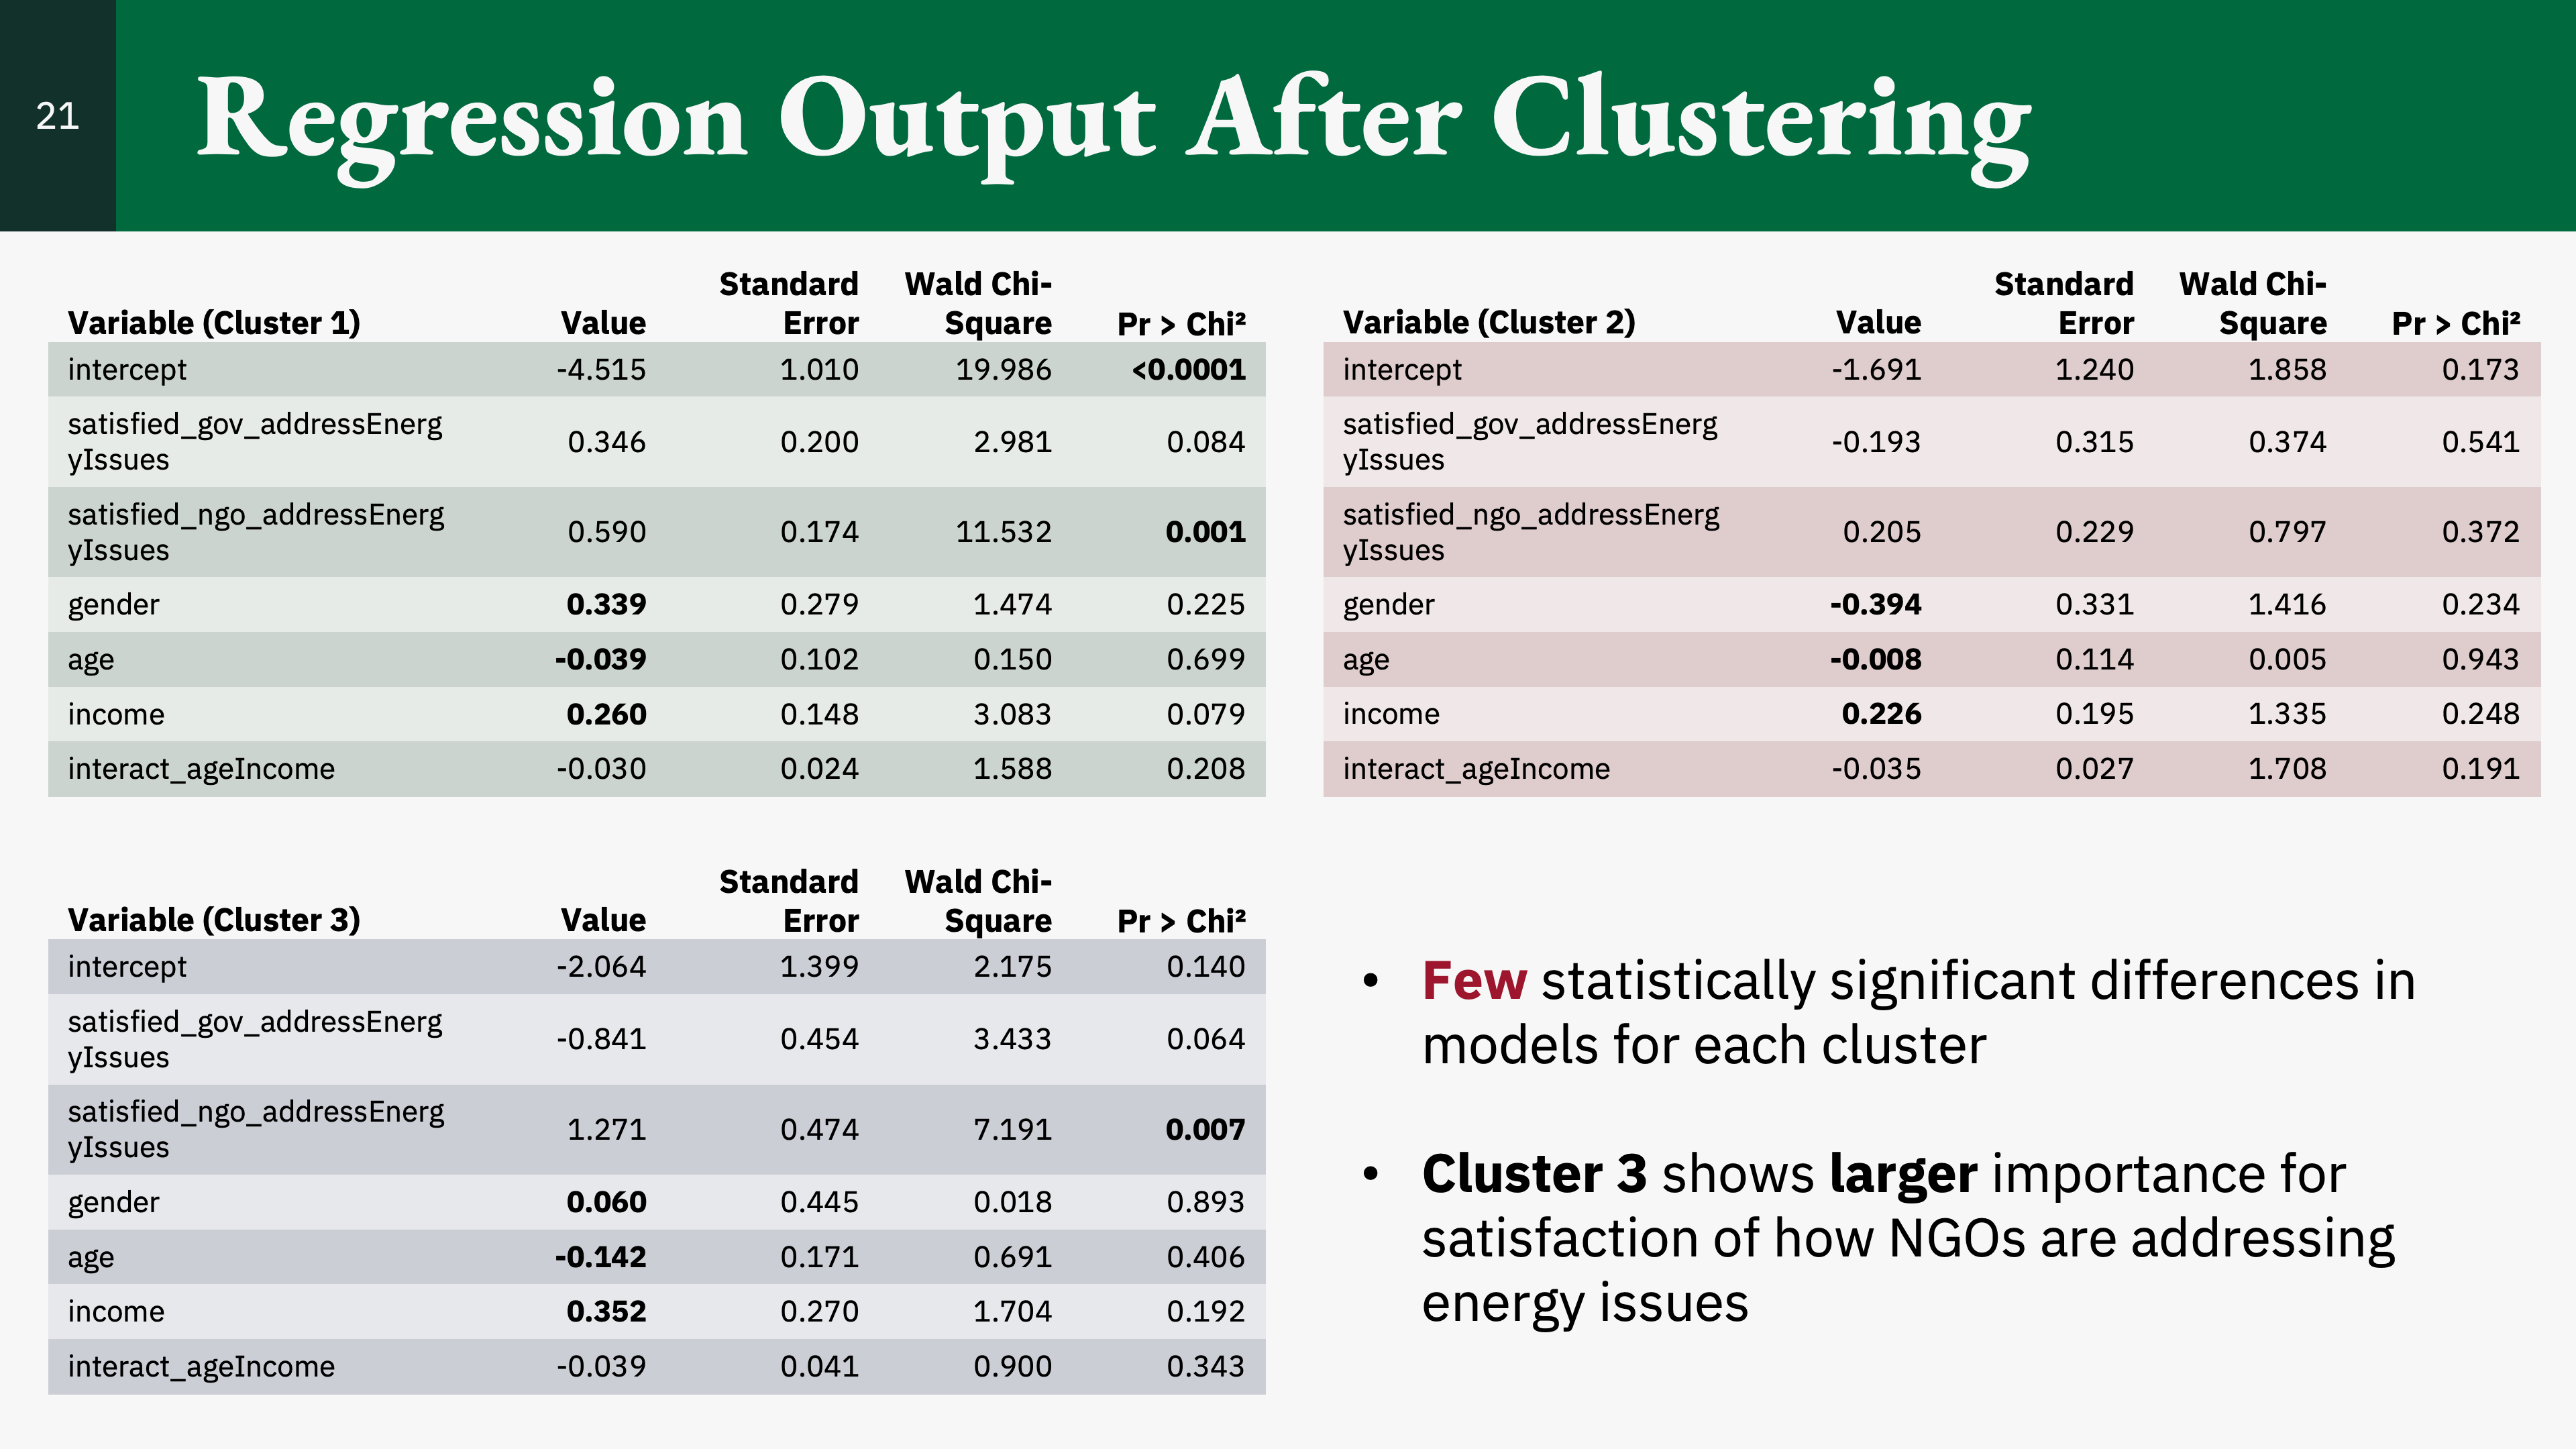 21
Regression Output After Clustering
Variable (Cluster 1) Value Standard Error Wald Chi-Square Pr > Chi²
intercept -4.515 1.010 19.986 <0.0001
satisfied_gov_addressEnerg
yIssues 0.346 0.200 2.981 0.084
satisfied_ngo_addressEnerg
yIssues 0.590 0.174 11.532 0.001
gender 0.339 0.279 1.474 0.225
age -0.039 0.102 0.150 0.699
income 0.260 0.148 3.083 0.079
interact_ageIncome -0.030 0.024 1.588 0.208
Variable (Cluster 2) Value Standard Error Wald Chi-Square Pr > Chi²
intercept -1.691 1.240 1.858 0.173
satisfied_gov_addressEnerg
yIssues -0.193 0.315 0.374 0.541
satisfied_ngo_addressEnerg
yIssues 0.205 0.229 0.797 0.372
gender -0.394 0.331 1.416 0.234
age -0.008 0.114 0.005 0.943
income 0.226 0.195 1.335 0.248
interact_ageIncome -0.035 0.027 1.708 0.191
Variable (Cluster 3) Value Standard Error Wald Chi-Square Pr > Chi²
intercept -2.064 1.399 2.175 0.140
satisfied_gov_addressEnerg
yIssues -0.841 0.454 3.433 0.064
satisfied_ngo_addressEnerg
yIssues 1.271 0.474 7.191 0.007
gender 0.060 0.445 0.018 0.893
age -0.142 0.171 0.691 0.406
income 0.352 0.270 1.704 0.192
interact_ageIncome -0.039 0.041 0.900 0.343
• Few statistically significant differences in
models for each cluster
• Cluster 3 shows larger importance for
satisfaction of how NGOs are addressing
energy issues